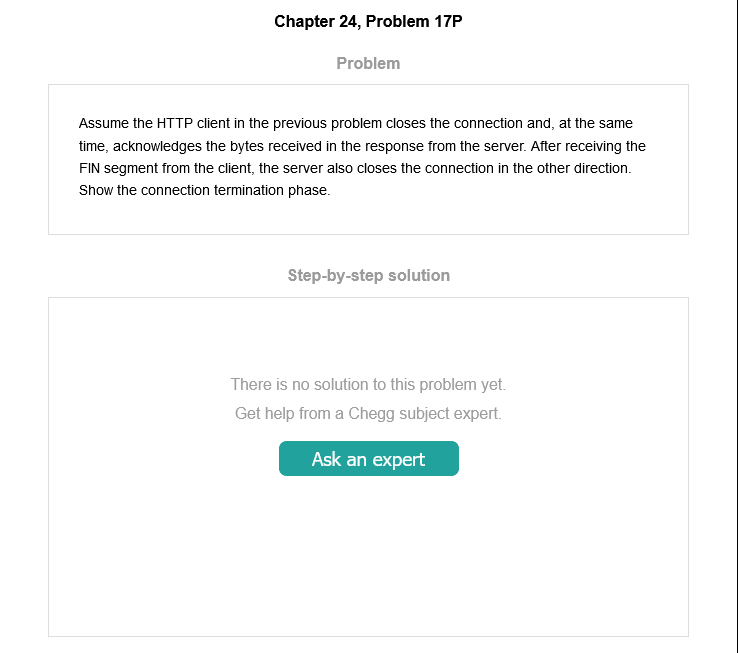 Chapter 24, Problem 17P
Problem
Assume the HTTP client in the previous problem closes the connection and, at the same
time, acknowledges the bytes received in the response from the server. After receiving the
FIN segment from the client, the server also closes the connection in the other direction.
Show the connection termination phase.
Step-by-step solution
There is no solution to this problem yet.
Get help from a Chegg subject expert.
Ask an expert